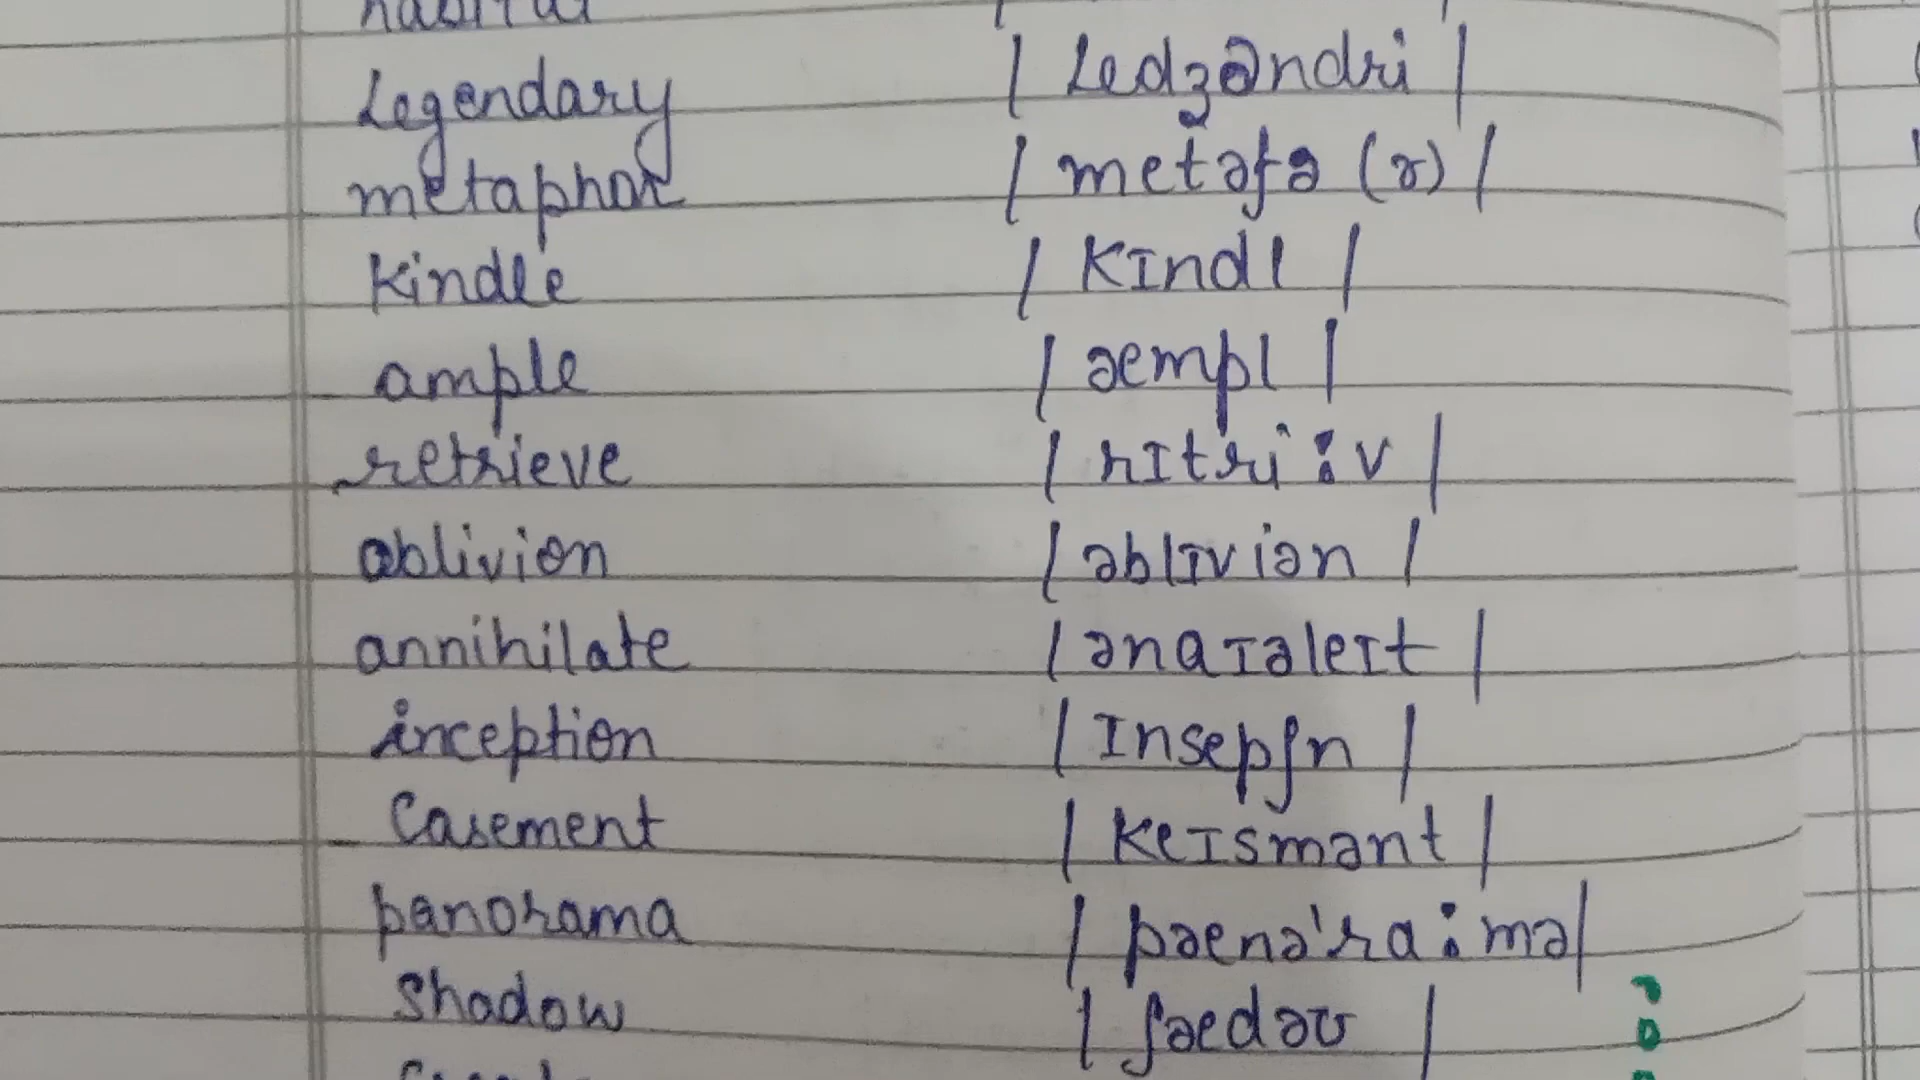 habitat
Legendary / Ledʒəndri /
metaphor / metəfə (r) /
Kindle / KIndl /
ample / æmpl /
retrieve / rItri:v /
oblivion / əblIviən /
annihilate / ənaIəleIt /
inception / Insepʃn /
Casement / KeIsmənt /
panorama / pænə'ra:mə/
Shadow / ʃædəʊ /